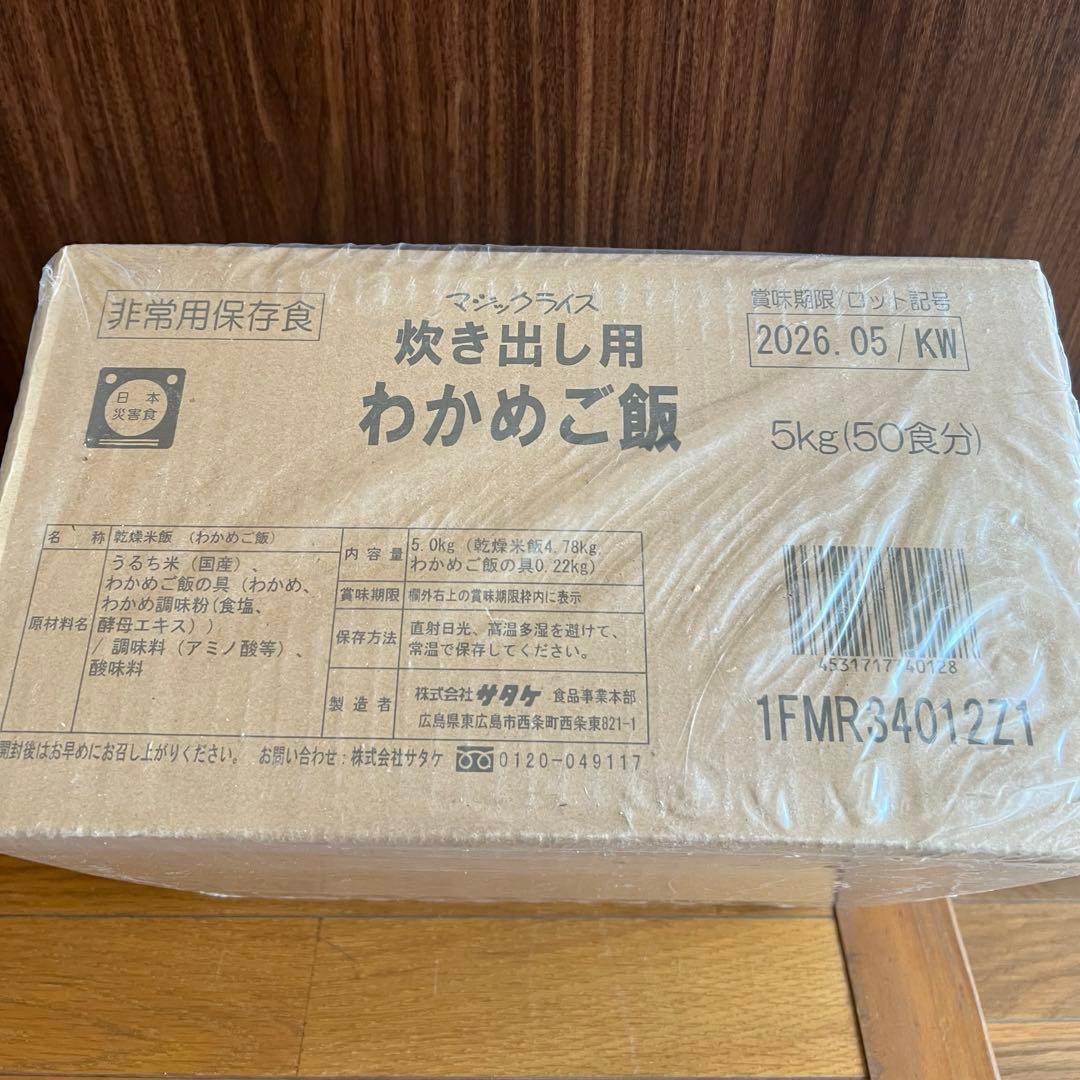 非常用保存食
日本
災害食
マジックライス
炊き出し用
わかめご飯
賞味期限/ロット記号
2026.05/KW
5kg(50食分)
名称 乾燥米飯 (わかめご飯)
原材料名 うるち米(国産)、
わかめご飯の具(わかめ、
わかめ調味粉(食塩、
酵母エキス))
/調味料(アミノ酸等)、
酸味料
内容量 5.0kg(乾燥米飯4.78kg,
わかめご飯の具0.22kg)
賞味期限 欄外右上の賞味期限枠内に表示
保存方法 直射日光、高温多湿を避けて、
常温で保存してください。
製造者 株式会社サタケ 食品事業本部
広島県東広島市西条町西条東821-1
開封後はお早めにお召し上がりください。 お問い合わせ:株式会社サタケ 0120-049117
4531717340128
1FMR34012Z1